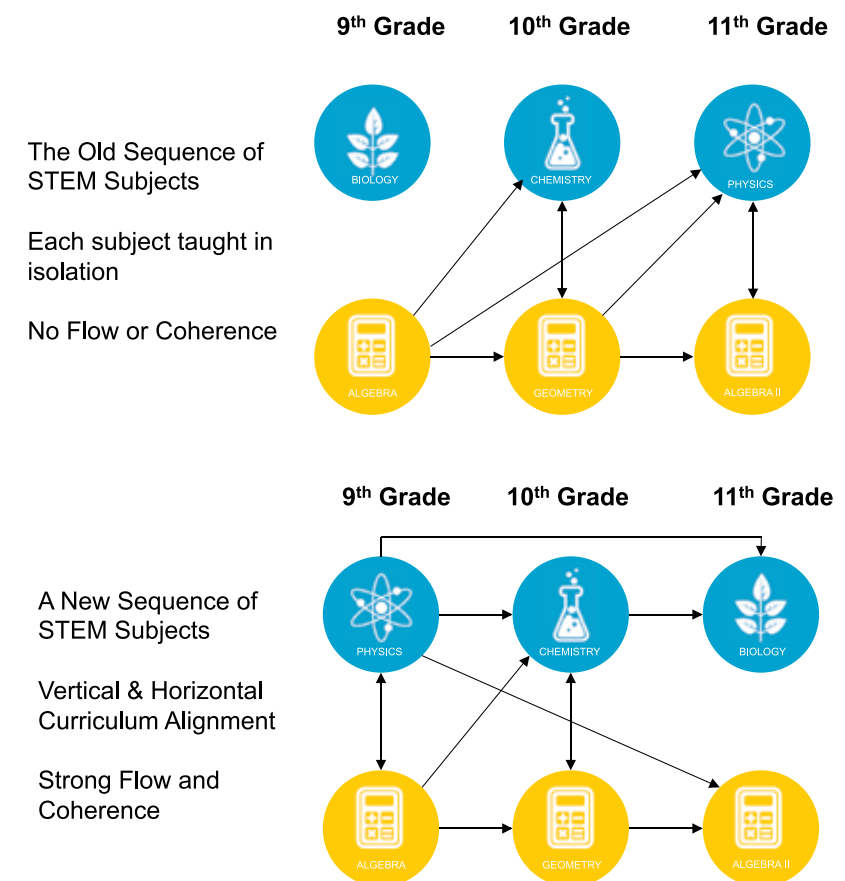 9th Grade 10th Grade 11th Grade
The Old Sequence of
STEM Subjects
Each subject taught in
isolation
No Flow or Coherence
BIOLOGY
CHEMISTRY
PHYSICS
ALGEBRA
GEOMETRY
ALGEBRA II
9th Grade 10th Grade 11th Grade
A New Sequence of
STEM Subjects
Vertical & Horizontal
Curriculum Alignment
Strong Flow and
Coherence
PHYSICS
CHEMISTRY
BIOLOGY
ALGEBRA
GEOMETRY
ALGEBRA II